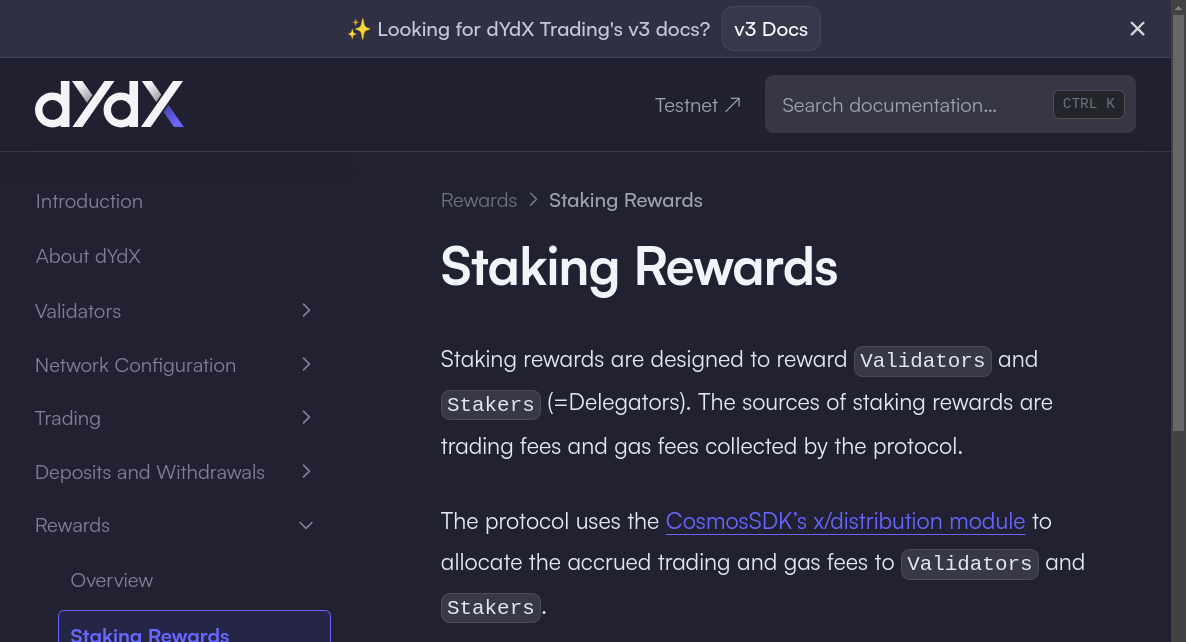 ✨ Looking for dYdX Trading's v3 docs? v3 Docs
dYdX
Testnet
Search documentation...
CTRL K
Introduction
About dYdX
Validators
Network Configuration
Trading
Deposits and Withdrawals
Rewards
Overview
Staking Rewards
Rewards > Staking Rewards
Staking Rewards
Staking rewards are designed to reward Validators and
Stakers (=Delegators). The sources of staking rewards are
trading fees and gas fees collected by the protocol.
The protocol uses the CosmosSDK’s x/distribution module to
allocate the accrued trading and gas fees to Validators and
Stakers.